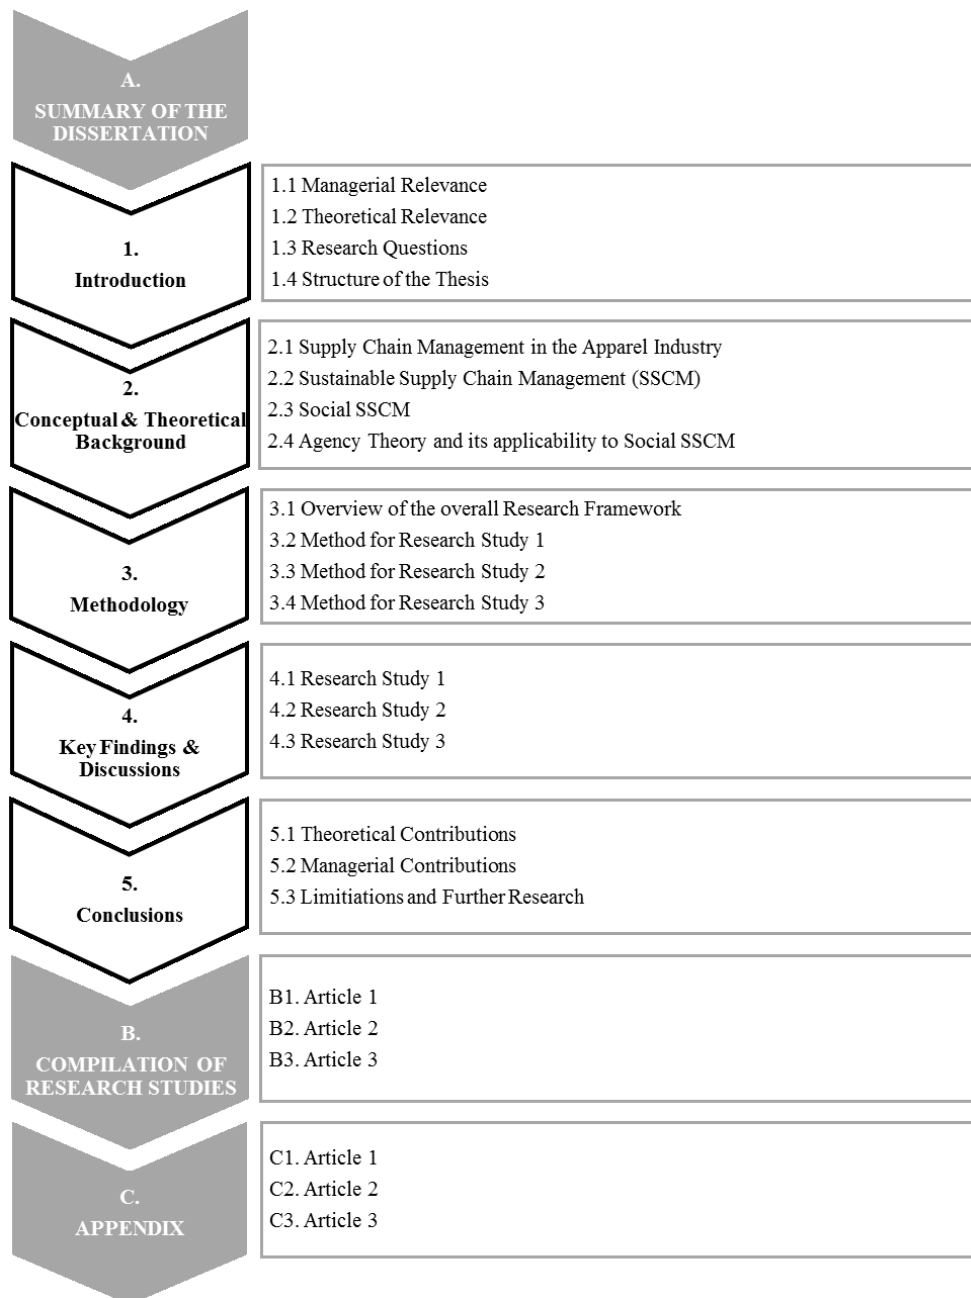 A.
SUMMARY OF THE
DISSERTATION
1.
Introduction
1.1 Managerial Relevance
1.2 Theoretical Relevance
1.3 Research Questions
1.4 Structure of the Thesis
2.
Conceptual & Theoretical
Background
2.1 Supply Chain Management in the Apparel Industry
2.2 Sustainable Supply Chain Management (SSCM)
2.3 Social SSCM
2.4 Agency Theory and its applicability to Social SSCM
3.
Methodology
3.1 Overview of the overall Research Framework
3.2 Method for Research Study 1
3.3 Method for Research Study 2
3.4 Method for Research Study 3
4.
Key Findings &
Discussions
4.1 Research Study 1
4.2 Research Study 2
4.3 Research Study 3
5.
Conclusions
5.1 Theoretical Contributions
5.2 Managerial Contributions
5.3 Limitiations and Further Research
B.
COMPILATION OF
RESEARCH STUDIES
B1. Article 1
B2. Article 2
B3. Article 3
C.
APPENDIX
C1. Article 1
C2. Article 2
C3. Article 3